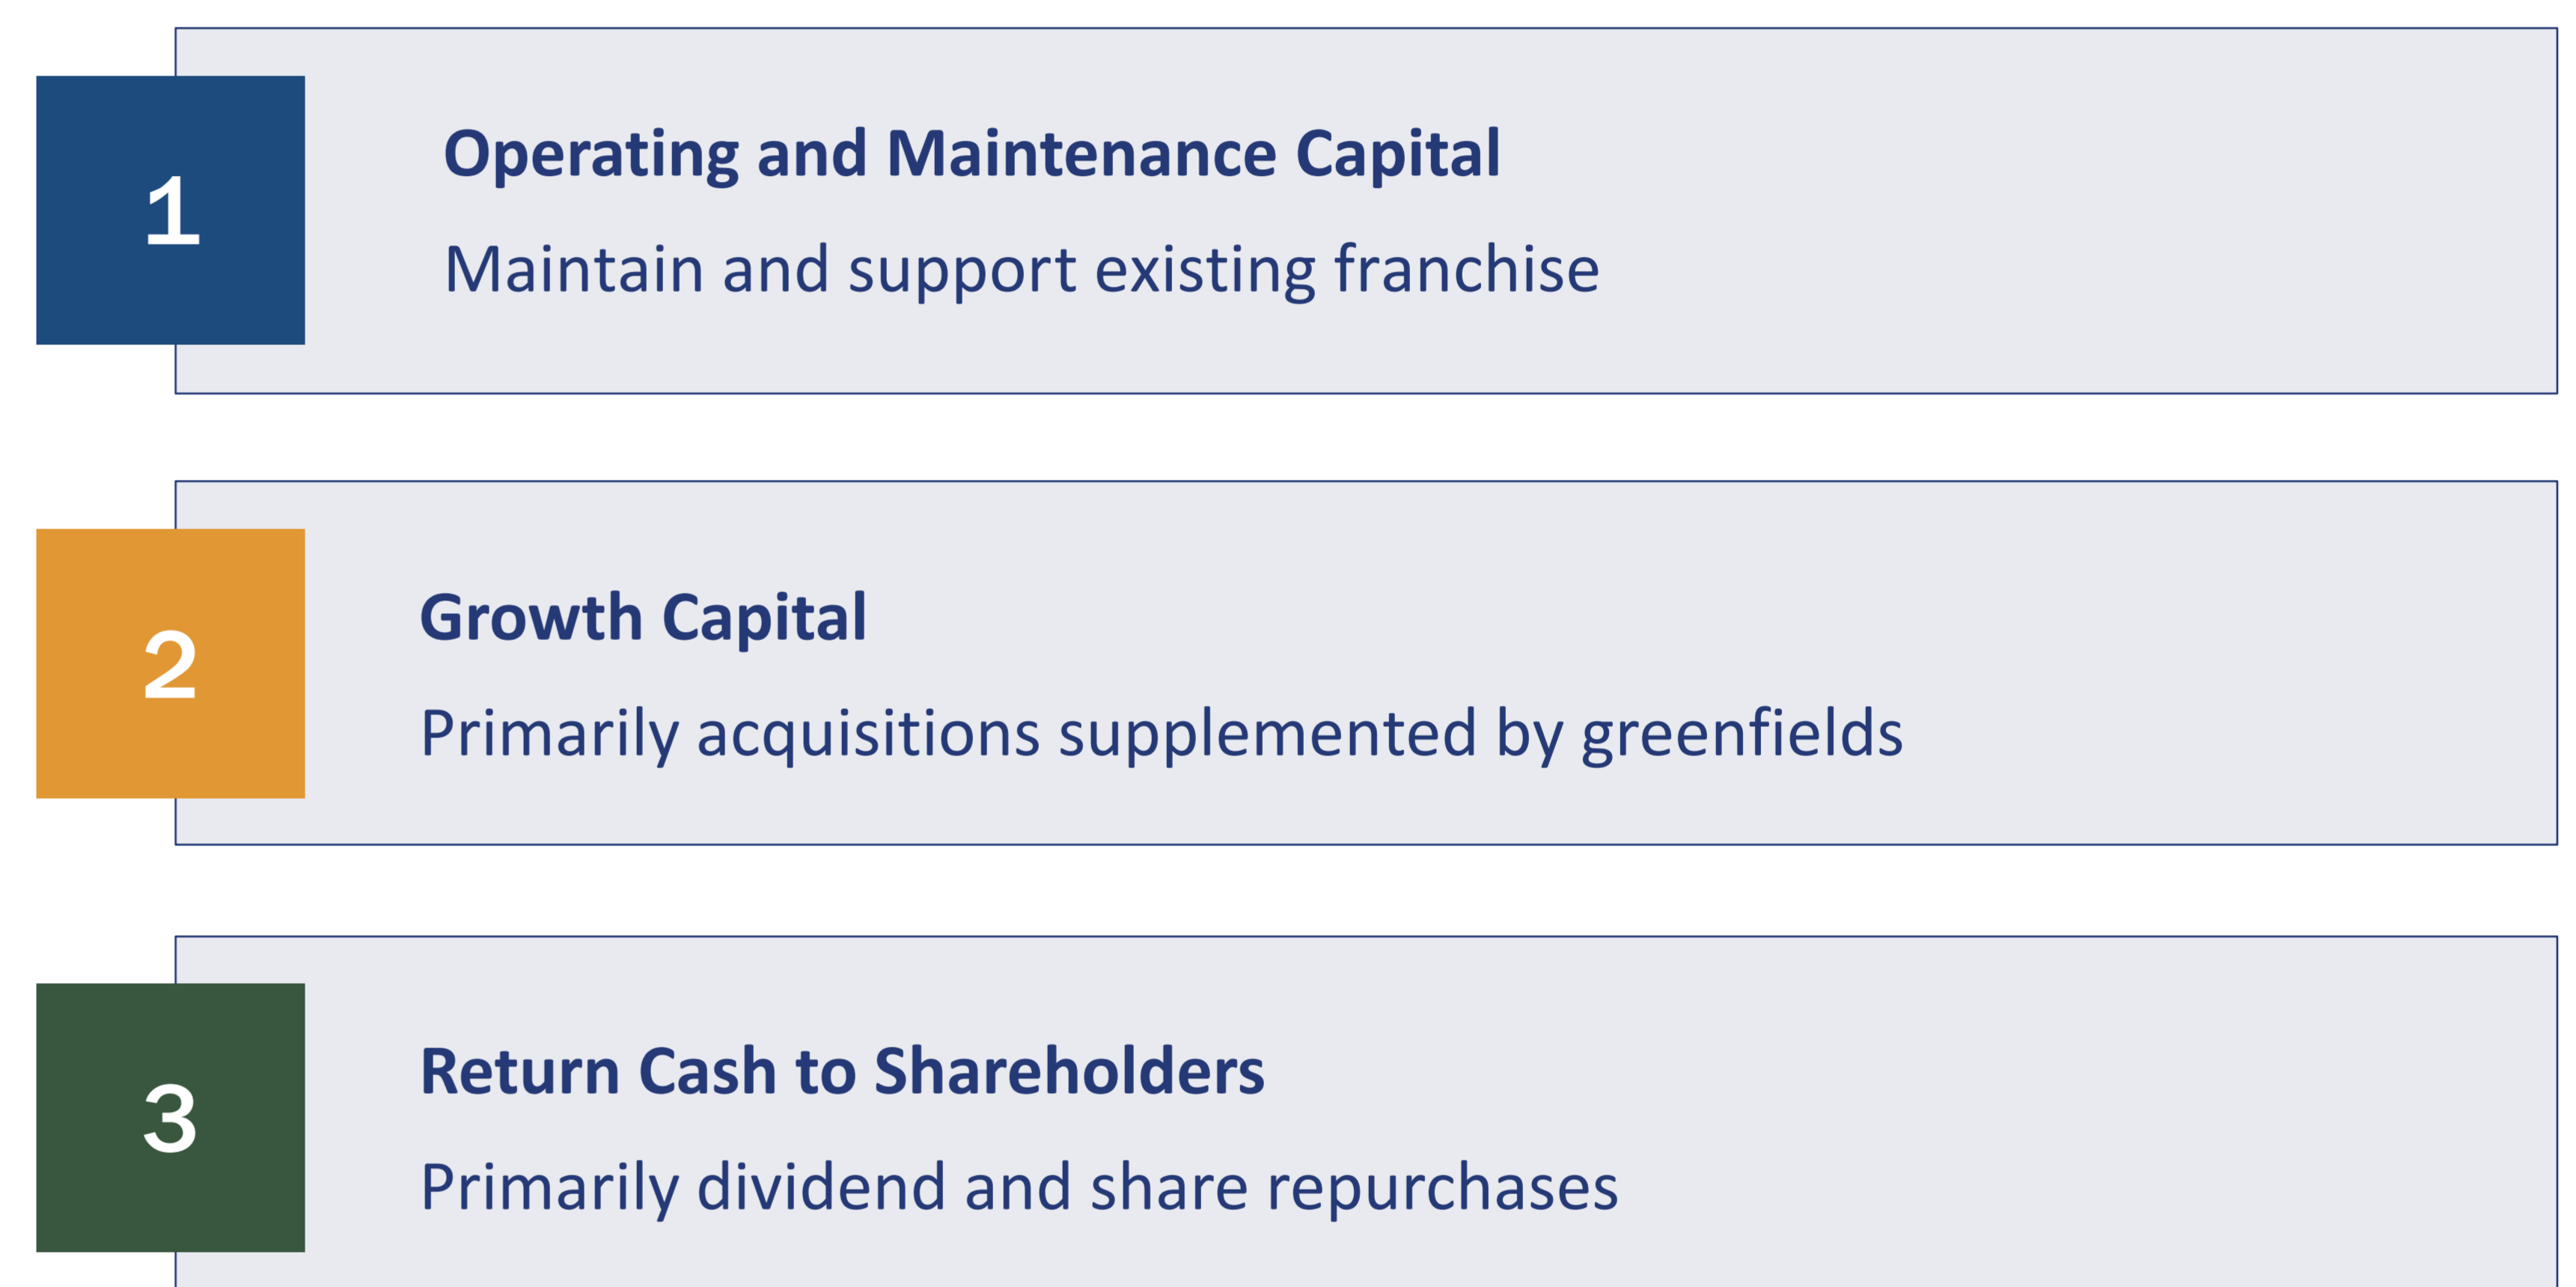 1
Operating and Maintenance Capital
Maintain and support existing franchise
2
Growth Capital
Primarily acquisitions supplemented by greenfields
3
Return Cash to Shareholders
Primarily dividend and share repurchases